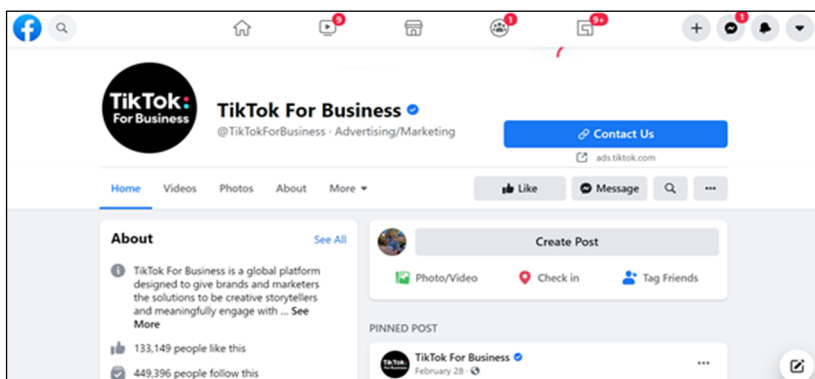 9
1
9+
1
TikTok:
For Business
TikTok For Business
@TikTokForBusiness · Advertising/Marketing
Contact Us
ads.tiktok.com
Home Videos Photos About More
Like Message
About See All
TikTok For Business is a global platform
designed to give brands and marketers
the solutions to be creative storytellers
and meaningfully engage with ... See
More
133,149 people like this
449,396 people follow this
Create Post
Photo/Video Check in Tag Friends
PINNED POST
TikTok:
TikTok For Business
February 28 ·